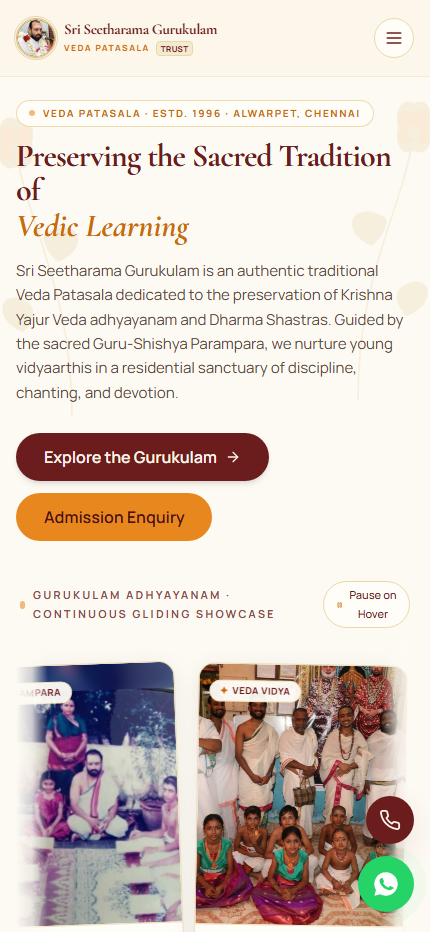 Sri Seetharama Gurukulam
VEDA PATASALA TRUST
VEDA PATASALA · ESTD. 1996 · ALWARPET, CHENNAI
Preserving the Sacred Tradition
of
Vedic Learning
Sri Seetharama Gurukulam is an authentic traditional
Veda Patasala dedicated to the preservation of Krishna
Yajur Veda adhyayanam and Dharma Shastras. Guided by
the sacred Guru-Shishya Parampara, we nurture young
vidyaarthis in a residential sanctuary of discipline,
chanting, and devotion.
Explore the Gurukulam →
Admission Enquiry
GURUKULAM ADHYAYANAM ·
CONTINUOUS GLIDING SHOWCASE
Pause on
Hover
AMPARA
✦ VEDA VIDYA